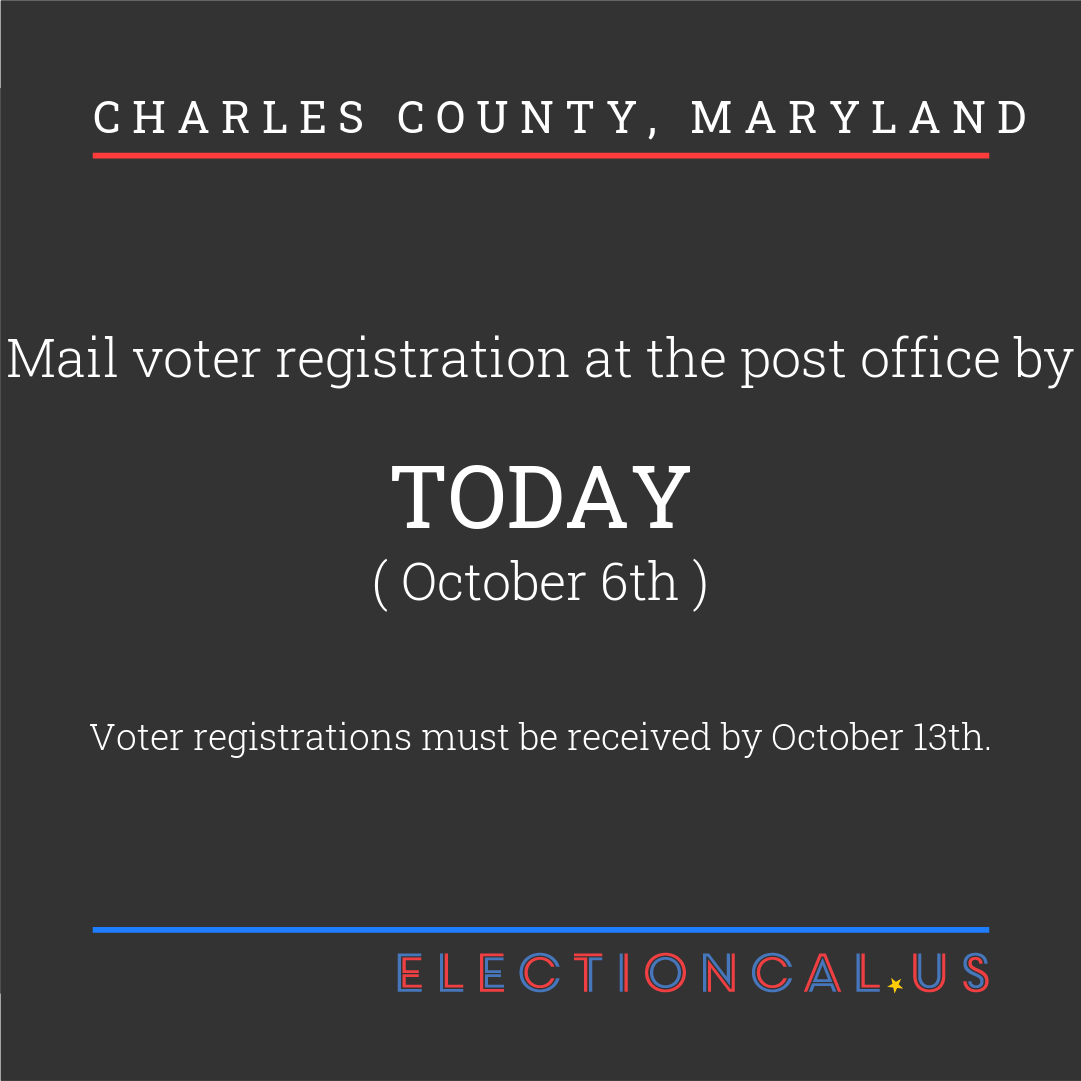 CHARLES COUNTY, MARYLAND
Mail voter registration at the post office by
TODAY
( October 6th )
Voter registrations must be received by October 13th.
ELECTIONCAL.US